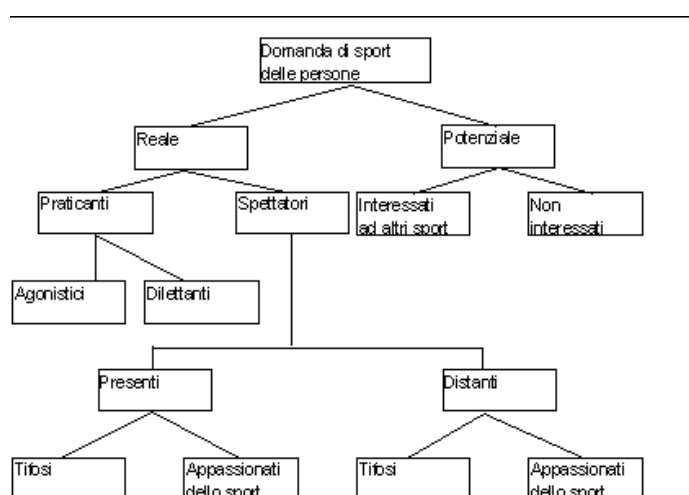 Domanda di sport
delle persone
Reale
Potenziale
Praticanti
Spettatori
Interessati
ad altri sport
Non
interessati
Agonistici
Dilettanti
Presenti
Distanti
Tifosi
Appassionati
dello sport
Tifosi
Appassionati
dello sport